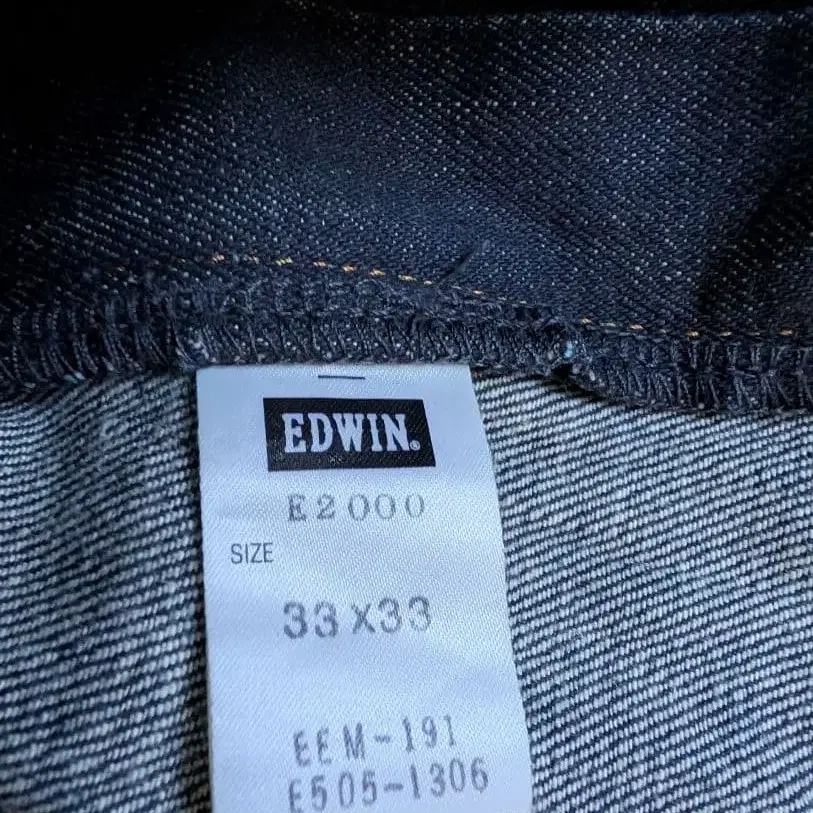 EDWIN®
E2000
SIZE
33X33
EEM-191
E505-1306